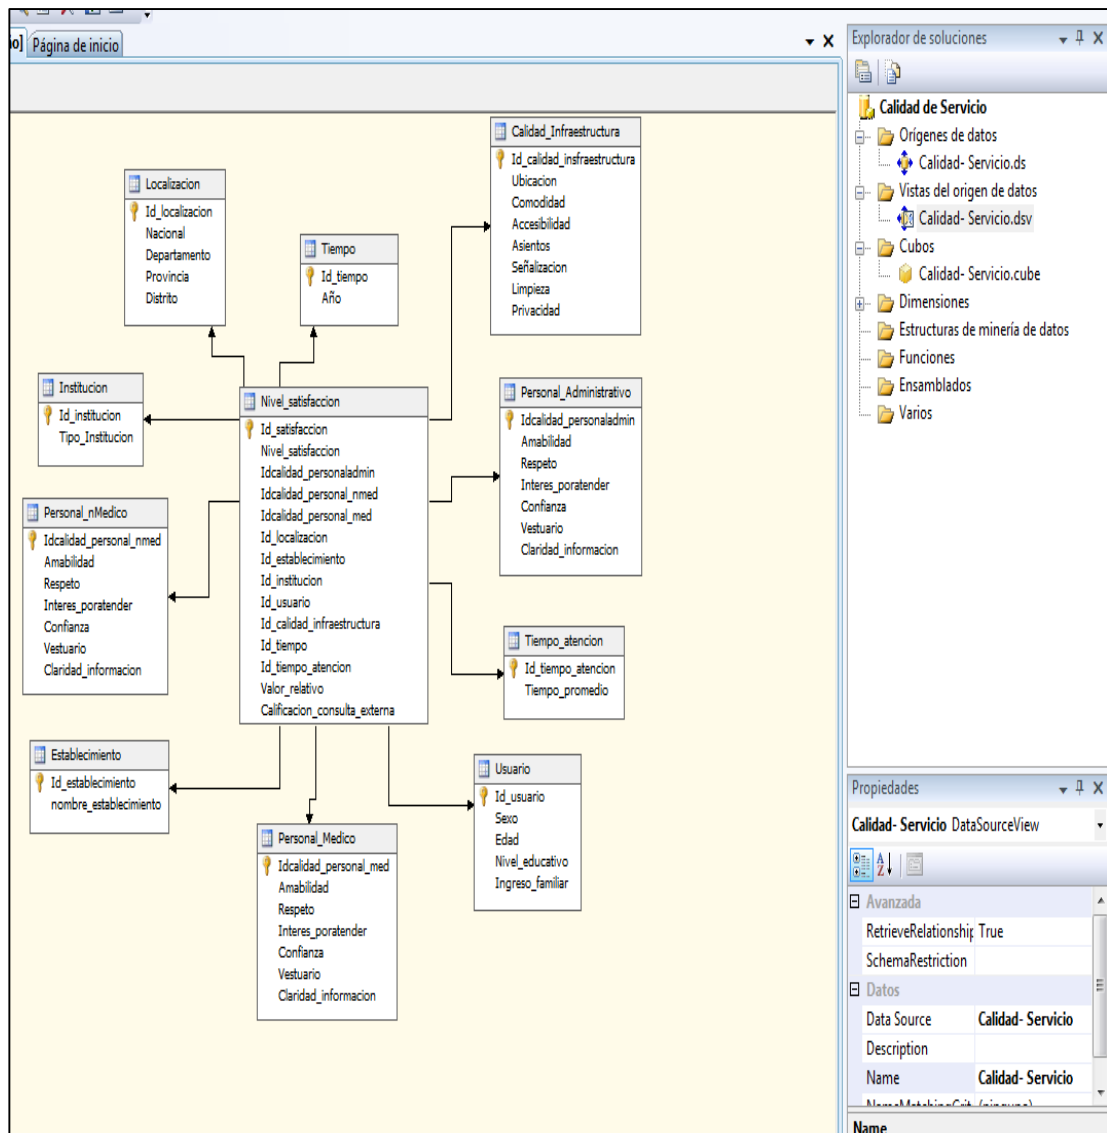 o] Página de inicio
Localizacion
Id_localizacion
Nacional
Departamento
Provincia
Distrito
Tiempo
Id_tiempo
Año
Calidad_Infraestructura
Id_calidad_insfraestructura
Ubicacion
Comodidad
Accesibilidad
Asientos
Señalizacion
Limpieza
Privacidad
Institucion
Id_institucion
Tipo_Institucion
Nivel_satisfaccion
Id_satisfaccion
Nivel_satisfaccion
Idcalidad_personaladmin
Idcalidad_personal_nmed
Idcalidad_personal_med
Id_localizacion
Id_establecimiento
Id_institucion
Id_usuario
Id_calidad_infraestructura
Id_tiempo
Id_tiempo_atencion
Valor_relativo
Calificacion_consulta_externa
Personal_Administrativo
Idcalidad_personaladmin
Amabilidad
Respeto
Interes_poratender
Confianza
Vestuario
Claridad_informacion
Personal_nMedico
Idcalidad_personal_nmed
Amabilidad
Respeto
Interes_poratender
Confianza
Vestuario
Claridad_informacion
Tiempo_atencion
Id_tiempo_atencion
Tiempo_promedio
Establecimiento
Id_establecimiento
nombre_establecimiento
Personal_Medico
Idcalidad_personal_med
Amabilidad
Respeto
Interes_poratender
Confianza
Vestuario
Claridad_informacion
Usuario
Id_usuario
Sexo
Edad
Nivel_educativo
Ingreso_familiar
Explorador de soluciones
Calidad de Servicio
Orígenes de datos
Calidad- Servicio.ds
Vistas del origen de datos
Calidad- Servicio.dsv
Cubos
Calidad- Servicio.cube
Dimensiones
Estructuras de minería de datos
Funciones
Ensamblados
Varios
Propiedades
Calidad- Servicio DataSourceView
Avanzada
RetrieveRelationship True
SchemaRestriction
Datos
Data Source Calidad- Servicio
Description
Name Calidad- Servicio
NameMatchingCrit (ninguno)
Name